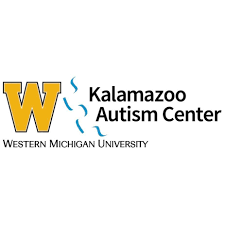 W
Kalamazoo
Autism Center
WESTERN MICHIGAN UNIVERSITY